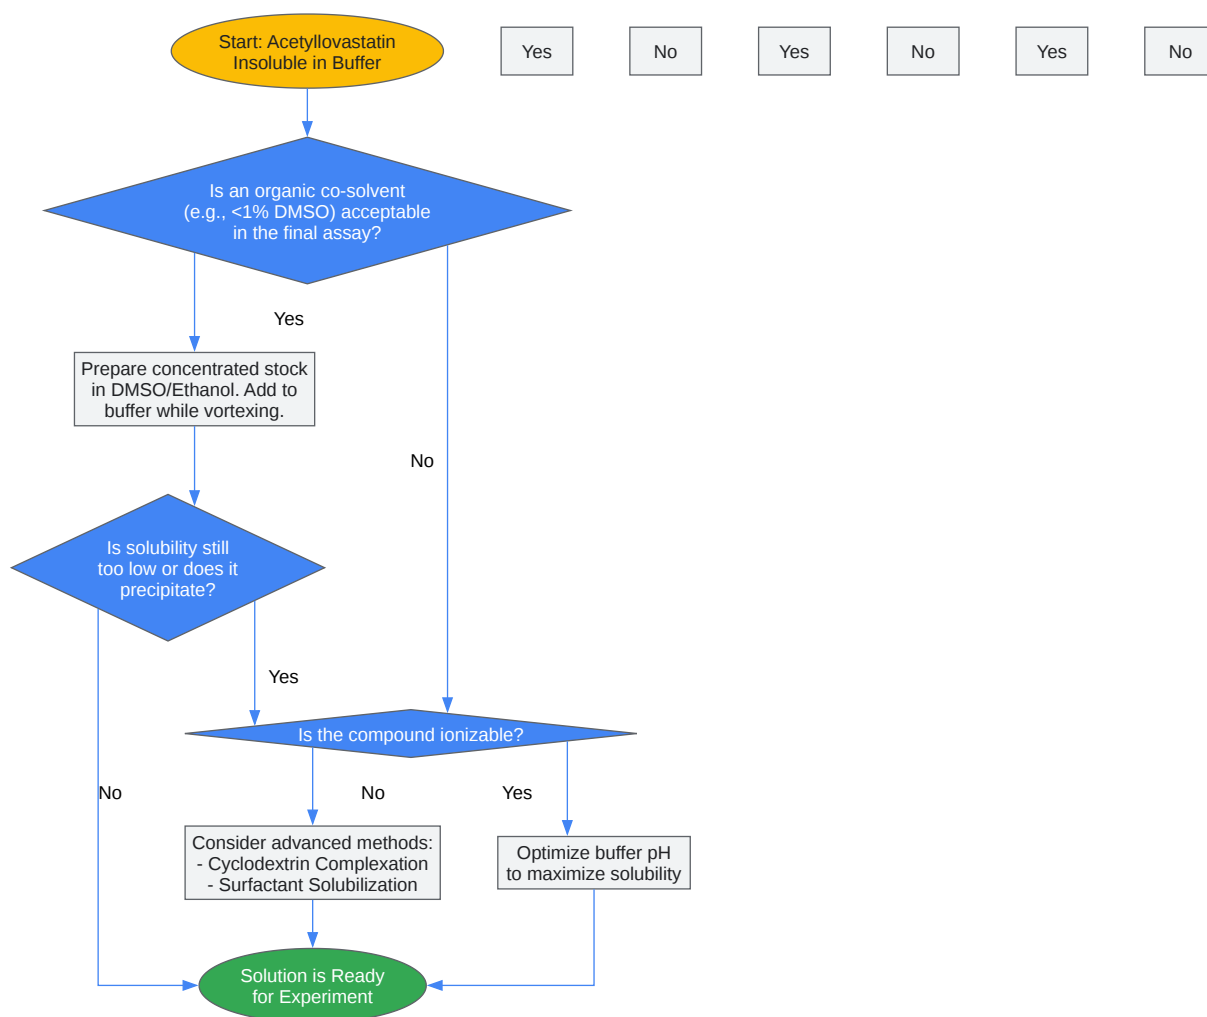 Start: Acetyllovastatin
Insoluble in Buffer
Yes
No
Yes
No
Yes
No
Is an organic co-solvent
(e.g., <1% DMSO) acceptable
in the final assay?
Yes
Prepare concentrated stock
in DMSO/Ethanol. Add to
buffer while vortexing.
No
Is solubility still
too low or does it
precipitate?
Yes
Is the compound ionizable?
No
No
Yes
Consider advanced methods:
- Cyclodextrin Complexation
- Surfactant Solubilization
Optimize buffer pH
to maximize solubility
Solution is Ready
for Experiment